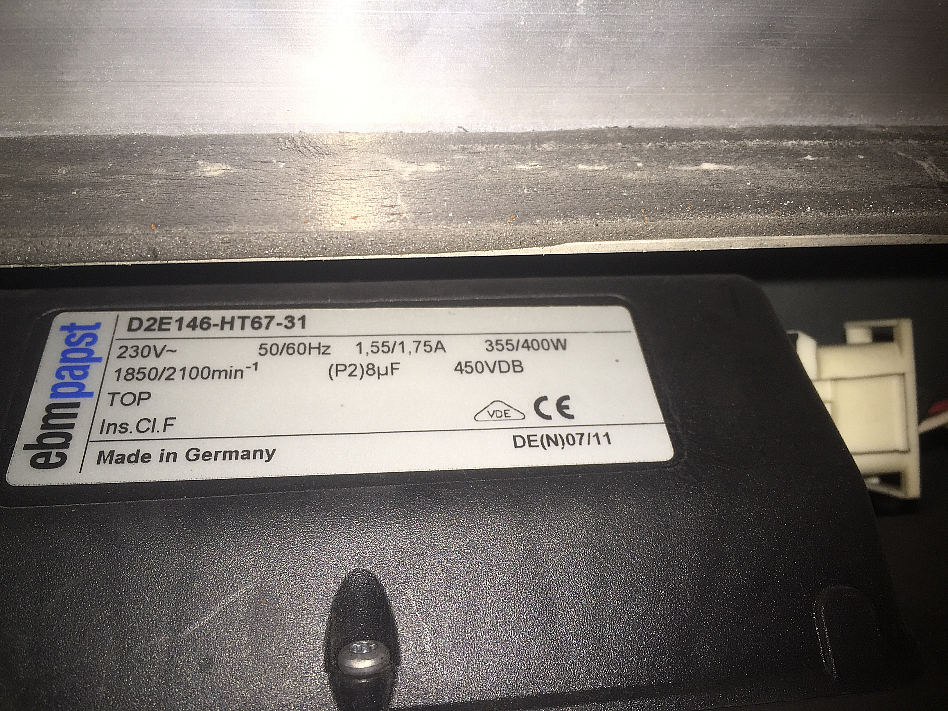 ebmpapst
D2E146-HT67-31
230V~ 50/60Hz 1,55/1,75A 355/400W
1850/2100min⁻¹ (P2)8µF 450VDB
TOP
Ins.Cl.F VDE CE
Made in Germany DE(N)07/11